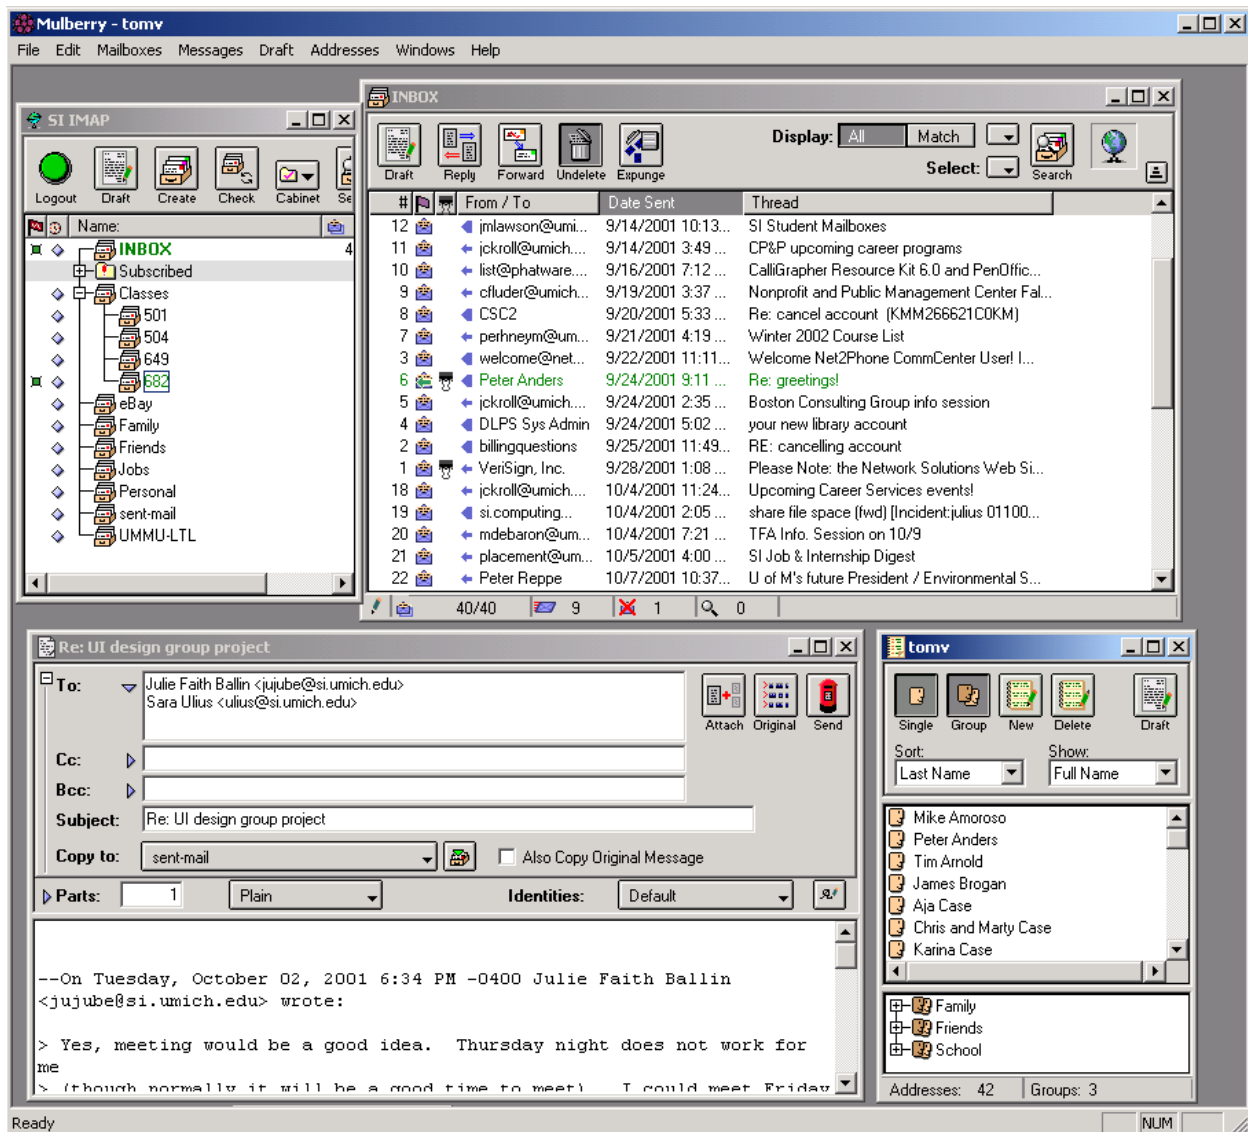 Mulberry - tomv
File Edit Mailboxes Messages Draft Addresses Windows Help
SI IMAP
Logout Draft Create Check Cabinet Se
Name:
INBOX 4
Subscribed
Classes
501
504
649
682
eBay
Family
Friends
Jobs
Personal
sent-mail
UMMU-LTL
INBOX
Draft Reply Forward Undelete Expunge
Display: All Match
Select:
Search
# From / To Date Sent Thread
12 jmlawson@umi... 9/14/2001 10:13... SI Student Mailboxes
11 jckroll@umich.... 9/14/2001 3:49 ... CP&P upcoming career programs
10 list@phatware.... 9/16/2001 7:12 ... CalliGrapher Resource Kit 6.0 and PenOffic...
9 cfluder@umich... 9/19/2001 3:37 ... Nonprofit and Public Management Center Fal...
8 CSC2 9/20/2001 5:33 ... Re: cancel account (KMM266621C0KM)
7 perhneym@um... 9/21/2001 4:19 ... Winter 2002 Course List
3 welcome@net... 9/22/2001 11:11... Welcome Net2Phone CommCenter User! I...
6 Peter Anders 9/24/2001 9:11 ... Re: greetings!
5 jckroll@umich.... 9/24/2001 2:35 ... Boston Consulting Group info session
4 DLPS Sys Admin 9/24/2001 5:02 ... your new library account
2 billingquestions 9/25/2001 11:49... RE: cancelling account
1 VeriSign, Inc. 9/28/2001 1:08 ... Please Note: the Network Solutions Web Si...
18 jckroll@umich.... 10/4/2001 11:24... Upcoming Career Services events!
19 si.computing... 10/4/2001 2:05 ... share file space (fwd) [Incident:julius 01100...
20 mdebaron@um... 10/4/2001 7:21 ... TFA Info. Session on 10/9
21 placement@um... 10/5/2001 4:00 ... SI Job & Internship Digest
22 Peter Reppe 10/7/2001 10:37... U of M's future President / Environmental S...
40/40 9 1 0
Re: UI design group project
To: Julie Faith Ballin <jujube@si.umich.edu>
Sara Ulius <ulius@si.umich.edu>
Attach Original Send
Cc:
Bcc:
Subject: Re: UI design group project
Copy to: sent-mail Also Copy Original Message
Parts: 1 Plain Identities: Default
--On Tuesday, October 02, 2001 6:34 PM -0400 Julie Faith Ballin
<jujube@si.umich.edu> wrote:
> Yes, meeting would be a good idea. Thursday night does not work for
me
> (though normally it will be a good time to meet). I could meet Friday
tomv
Single Group New Delete Draft
Sort: Show:
Last Name Full Name
Mike Amoroso
Peter Anders
Tim Arnold
James Brogan
Aja Case
Chris and Marty Case
Karina Case
Family
Friends
School
Addresses: 42 Groups: 3
Ready NUM